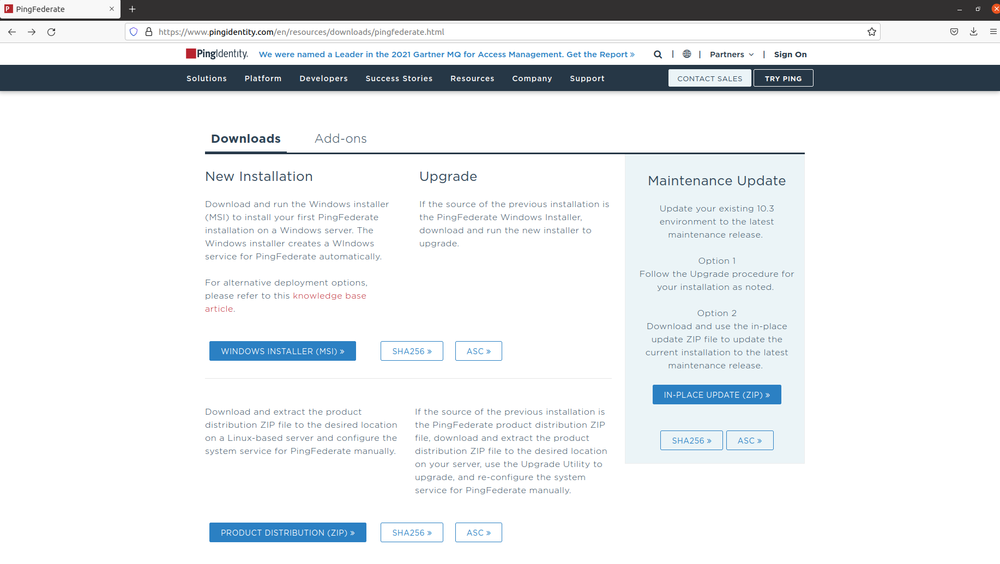 PingFederate
https://www.pingidentity.com/en/resources/downloads/pingfederate.html
PingIdentity.
We were named a Leader in the 2021 Gartner MQ for Access Management. Get the Report »
| | Partners | Sign On
Solutions Platform Developers Success Stories Resources Company Support CONTACT SALES TRY PING
Downloads Add-ons
New Installation
Download and run the Windows installer
(MSI) to install your first PingFederate
installation on a Windows server. The
Windows installer creates a WIndows
service for PingFederate automatically.
For alternative deployment options,
please refer to this knowledge base
article.
Upgrade
If the source of the previous installation is
the PingFederate Windows Installer,
download and run the new installer to
upgrade.
WINDOWS INSTALLER (MSI) » SHA256 » ASC »
Download and extract the product
distribution ZIP file to the desired location
on a Linux-based server and configure the
system service for PingFederate manually.
If the source of the previous installation is
the PingFederate product distribution ZIP
file, download and extract the product
distribution ZIP file to the desired location
on your server, use the Upgrade Utility to
upgrade, and re-configure the system
service for PingFederate manually.
PRODUCT DISTRIBUTION (ZIP) » SHA256 » ASC »
Maintenance Update
Update your existing 10.3
environment to the latest
maintenance release.
Option 1
Follow the Upgrade procedure for
your installation as noted.
Option 2
Download and use the in-place
update ZIP file to update the
current installation to the latest
maintenance release.
IN-PLACE UPDATE (ZIP) »
SHA256 » ASC »